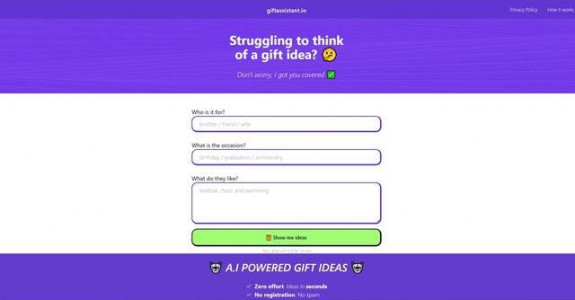 giftassistant.io
Privacy Policy
How it works
Struggling to think
of a gift idea? 🤔
Don't worry, I got you covered ✅
Who is it for?
brother / friend / wife
What is the occasion?
birthday / graduation / anniversary
What do they like?
football, chess and swimming
Show me ideas
A.I POWERED GIFT IDEAS
✓ Zero effort. Ideas in seconds
✓ No registration. No spam